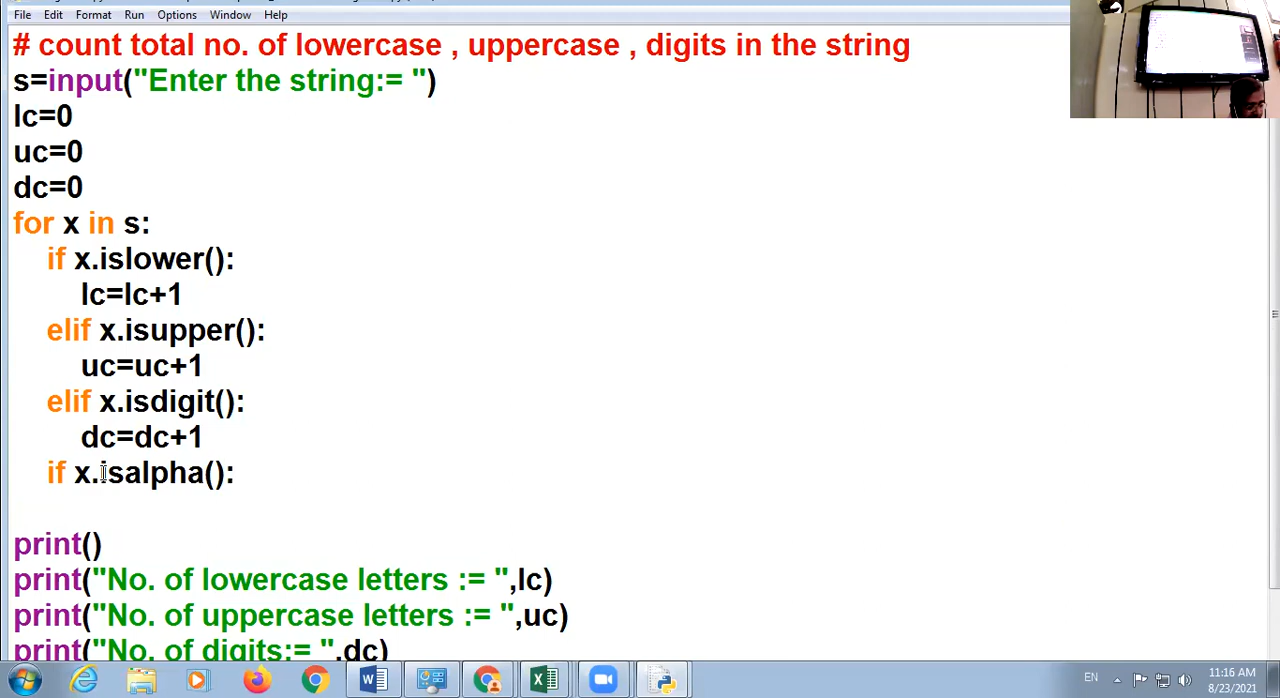 File Edit Format Run Options Window Help
# count total no. of lowercase , uppercase , digits in the string
s=input("Enter the string:= ")
lc=0
uc=0
dc=0
for x in s:
if x.islower():
lc=lc+1
elif x.isupper():
uc=uc+1
elif x.isdigit():
dc=dc+1
if x.isalpha():
print()
print("No. of lowercase letters := ",lc)
print("No. of uppercase letters := ",uc)
print("No. of digits:= ",dc)
EN
11:16 AM
8/23/2021